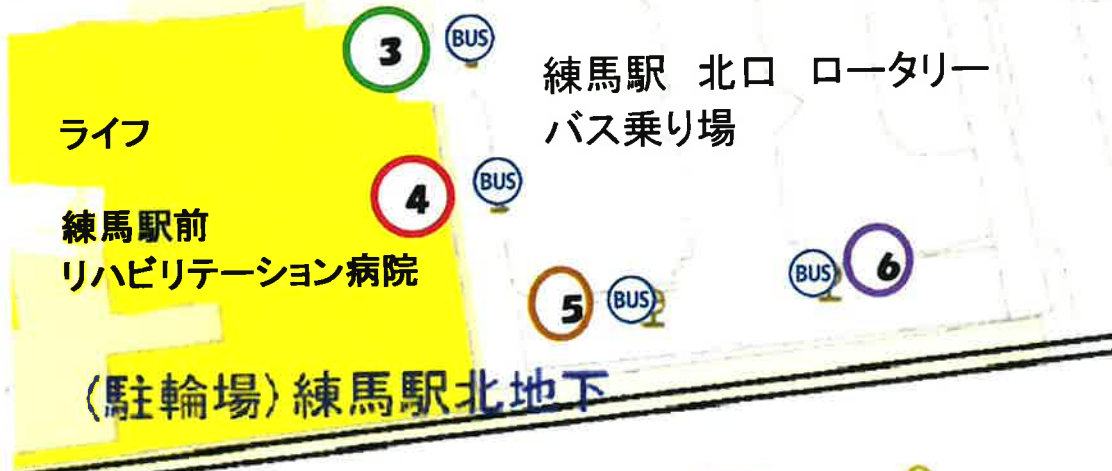 3
BUS
練馬駅 北口 ロータリー
バス乗り場
ライフ
4
BUS
練馬駅前
リハビリテーション病院
5
BUS
BUS
6
(駐輪場)練馬駅北地下